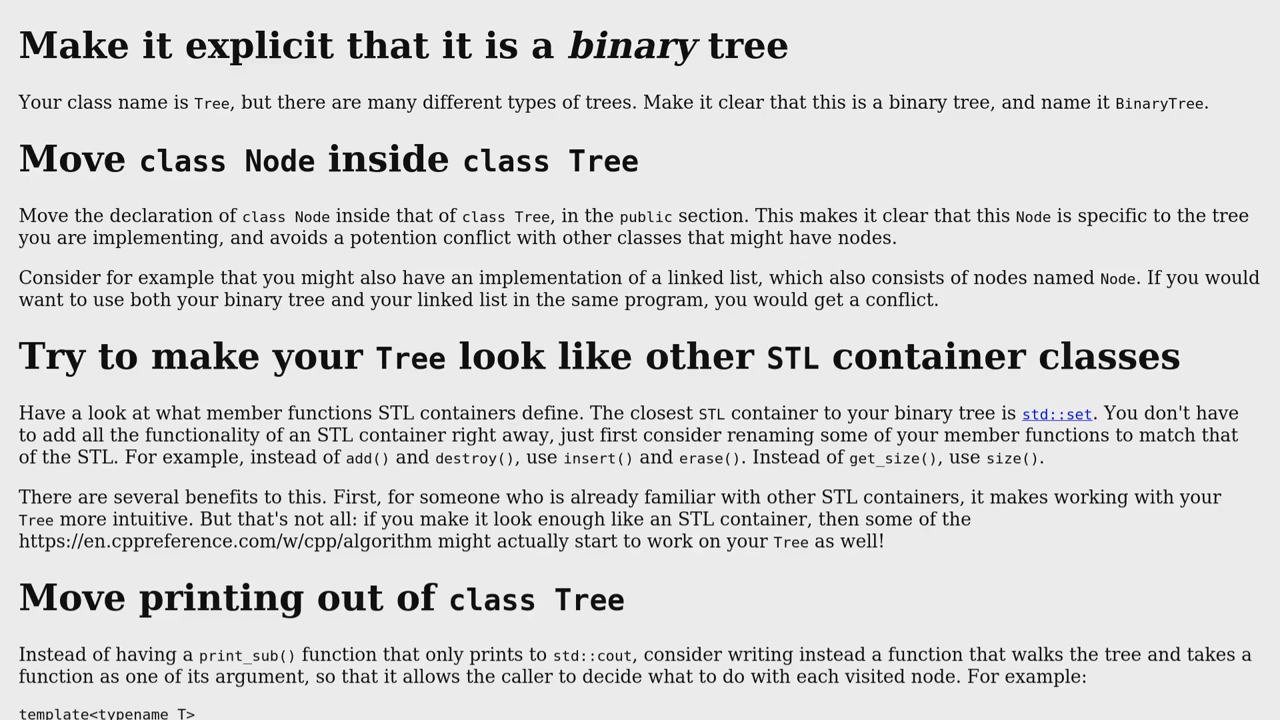 Make it explicit that it is a binary tree
Your class name is Tree, but there are many different types of trees. Make it clear that this is a binary tree, and name it BinaryTree.
Move class Node inside class Tree
Move the declaration of class Node inside that of class Tree, in the public section. This makes it clear that this Node is specific to the tree
you are implementing, and avoids a potention conflict with other classes that might have nodes.
Consider for example that you might also have an implementation of a linked list, which also consists of nodes named Node. If you would
want to use both your binary tree and your linked list in the same program, you would get a conflict.
Try to make your Tree look like other STL container classes
Have a look at what member functions STL containers define. The closest STL container to your binary tree is std::set. You don't have
to add all the functionality of an STL container right away, just first consider renaming some of your member functions to match that
of the STL. For example, instead of add() and destroy(), use insert() and erase(). Instead of get_size(), use size().
There are several benefits to this. First, for someone who is already familiar with other STL containers, it makes working with your
Tree more intuitive. But that's not all: if you make it look enough like an STL container, then some of the
https://en.cppreference.com/w/cpp/algorithm might actually start to work on your Tree as well!
Move printing out of class Tree
Instead of having a print_sub() function that only prints to std::cout, consider writing instead a function that walks the tree and takes a
function as one of its argument, so that it allows the caller to decide what to do with each visited node. For example:
template<typename T>